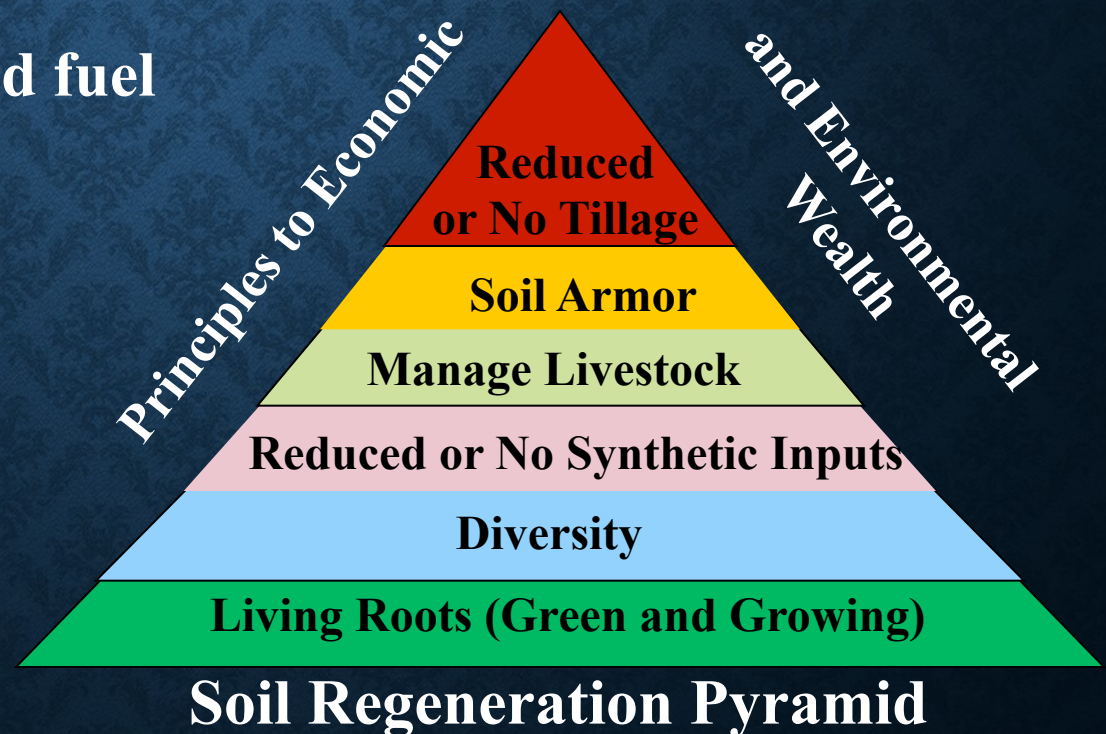 d fuel
Principles to Economic
and Environmental
Wealth
Reduced
or No Tillage
Soil Armor
Manage Livestock
Reduced or No Synthetic Inputs
Diversity
Living Roots (Green and Growing)
Soil Regeneration Pyramid